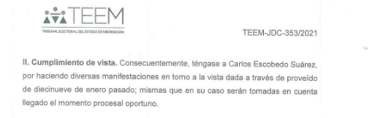 TEEM
TRIBUNAL ELECTORAL DEL ESTADO DE MICHOACÁN
TEEM-JDC-353/2021
II. Cumplimiento de vista. Consecuentemente, téngase a Carlos Escobedo Suárez,
por haciendo diversas manifestaciones en torno a la vista dada a través de proveído
de diecinueve de enero pasado; mismas que en su caso serán tomadas en cuenta
llegado el momento procesal oportuno.